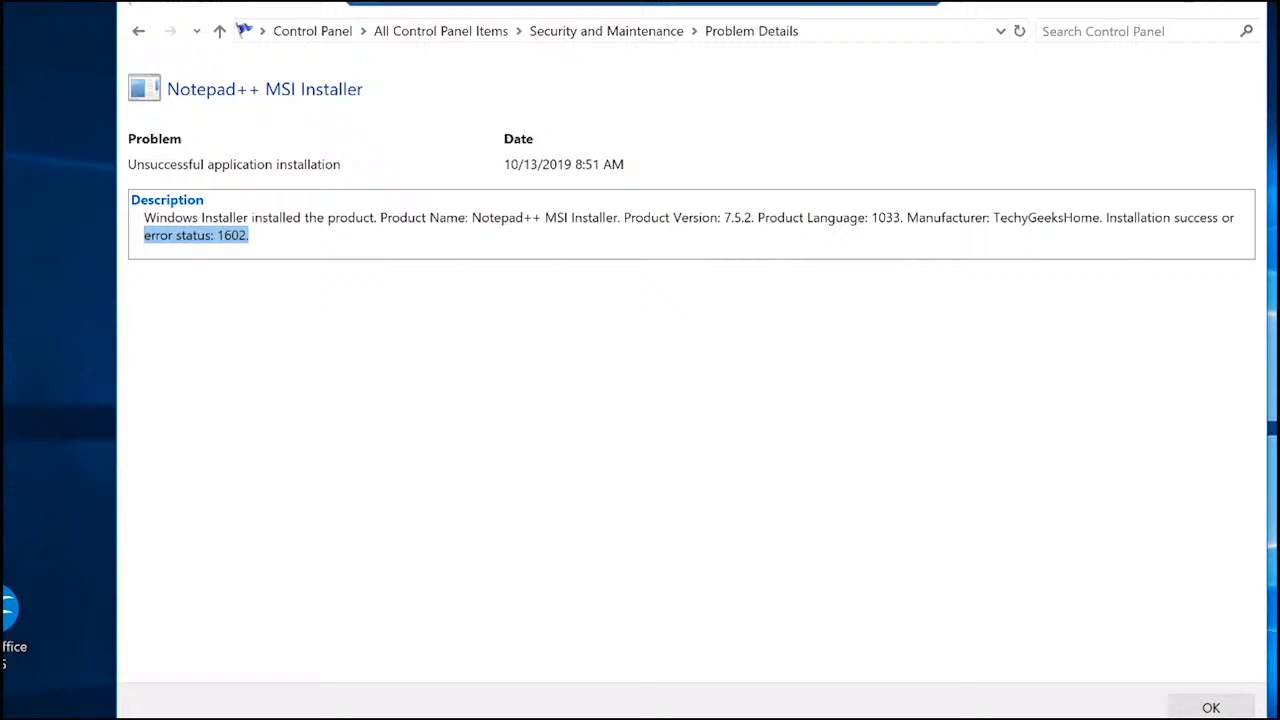 Control Panel > All Control Panel Items > Security and Maintenance > Problem Details
Search Control Panel
Notepad++ MSI Installer
Problem
Date
Unsuccessful application installation
10/13/2019 8:51 AM
Description
Windows Installer installed the product. Product Name: Notepad++ MSI Installer. Product Version: 7.5.2. Product Language: 1033. Manufacturer: TechyGeeksHome. Installation success or
error status: 1602.
ffice
OK